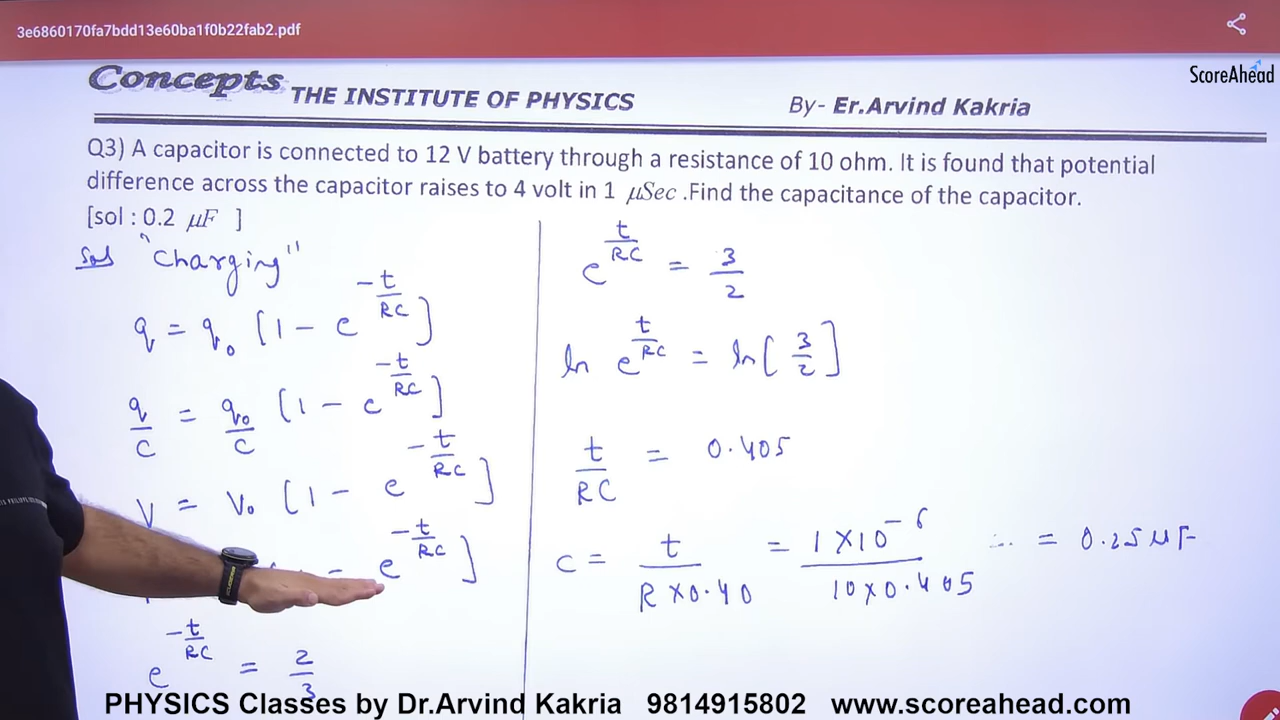 3e6860170fa7bdd13e60ba1f0b22fab2.pdf
ScoreAhead
Concepts THE INSTITUTE OF PHYSICS By- Er.Arvind Kakria
Q3) A capacitor is connected to 12 V battery through a resistance of 10 ohm. It is found that potential
difference across the capacitor raises to 4 volt in 1 μSec .Find the capacitance of the capacitor.
[sol : 0.2 μF ]
Sol "Charging"
q = q₀ [1 - e^(-t/RC)]
q/C = q₀/C [1 - e^(-t/RC)]
V = V₀ [1 - e^(-t/RC)]
- e^(-t/RC)]
e^(-t/RC) = 2/3
e^(t/RC) = 3/2
ln e^(t/RC) = ln[3/2]
t/RC = 0.405
C = t/(R×0.40) = 1×10^-6/(10×0.405) = 0.25 μF
PHYSICS Classes by Dr.Arvind Kakria 9814915802 www.scoreahead.com